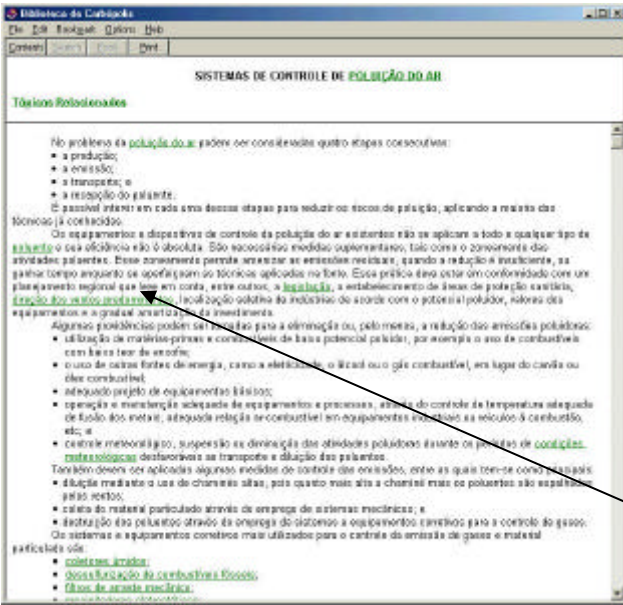 Biblioteca de Carbópolis
File Edit Bookmark Options Help
Contents Search Back Print
SISTEMAS DE CONTROLE DE POLUIÇÃO DO AR
Tópicos Relacionados
No problema da poluição do ar podem ser consideradas quatro etapas consecutivas:
• a produção;
• a emissão;
• o transporte; e
• a recepção do poluente.
É possível intervir em cada uma dessas etapas para reduzir os riscos de poluição, aplicando a maioria das
técnicas já conhecidas.
Os equipamentos e dispositivos de controle da poluição do ar existentes não se aplicam a todo e qualquer tipo de
poluente e sua eficiência não é absoluta. São necessárias medidas suplementares, tais como o zoneamento das
atividades poluentes. Esse zoneamento permite amenizar as emissões residuais, quando a redução é insuficiente, ou
ganhar tempo enquanto se aperfeiçoam as técnicas aplicadas na fonte. Essa prática deve estar em conformidade com um
planejamento regional que leve em conta, entre outros, a legislação, o estabelecimento de áreas de proteção sanitária,
direção dos ventos predominantes, localização seletiva de indústrias de acordo com o potencial poluidor, valores dos
equipamentos e a gradual amortização do investimento.
Algumas providências podem ser tomadas para a eliminação ou, pelo menos, a redução das emissões poluidoras:
• utilização de matérias-primas e combustíveis de baixo potencial poluidor, por exemplo o uso de combustíveis
com baixo teor de enxofre;
• o uso de outras fontes de energia, como a eletricidade, o álcool ou o gás combustível, em lugar do carvão ou
óleo combustível;
• adequado projeto de equipamentos básicos;
• operação e manutenção adequada de equipamentos e processos, através do controle da temperatura adequada
de fusão dos metais, adequada relação ar-combustível em equipamentos industriais ou veículos à combustão,
etc; e
• controle meteorológico, suspensão ou diminuição das atividades poluidoras durante os períodos de condições
meteorológicas desfavoráveis ao transporte e diluição dos poluentes.
Também devem ser aplicadas algumas medidas de controle das emissões, entre as quais tem-se como principais:
• diluição mediante o uso de chaminés altas, pois quanto mais alta a chaminé mais os poluentes são espalhados
pelos ventos;
• coleta do material particulado através do emprego de sistemas mecânicos; e
• destruição dos poluentes através do emprego de sistemas e equipamentos corretivos para o controle de gases.
Os sistemas e equipamentos corretivos mais utilizados para o controle da emissão de gases e material
particulado são:
• coletores úmidos;
• dessulfurização de combustíveis fósseis;
• filtros de arraste mecânico;
• precipitadores eletrostáticos;